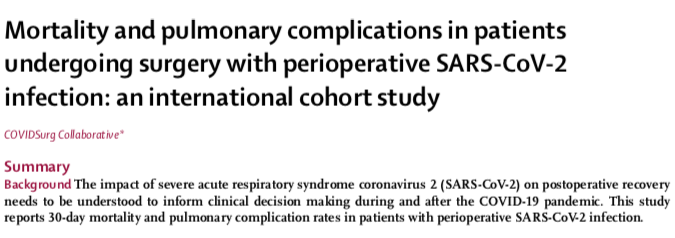 Mortality and pulmonary complications in patients
undergoing surgery with perioperative SARS-CoV-2
infection: an international cohort study
COVIDSurg Collaborative*
Summary
Background The impact of severe acute respiratory syndrome coronavirus 2 (SARS-CoV-2) on postoperative recovery
needs to be understood to inform clinical decision making during and after the COVID-19 pandemic. This study
reports 30-day mortality and pulmonary complication rates in patients with perioperative SARS-CoV-2 infection.